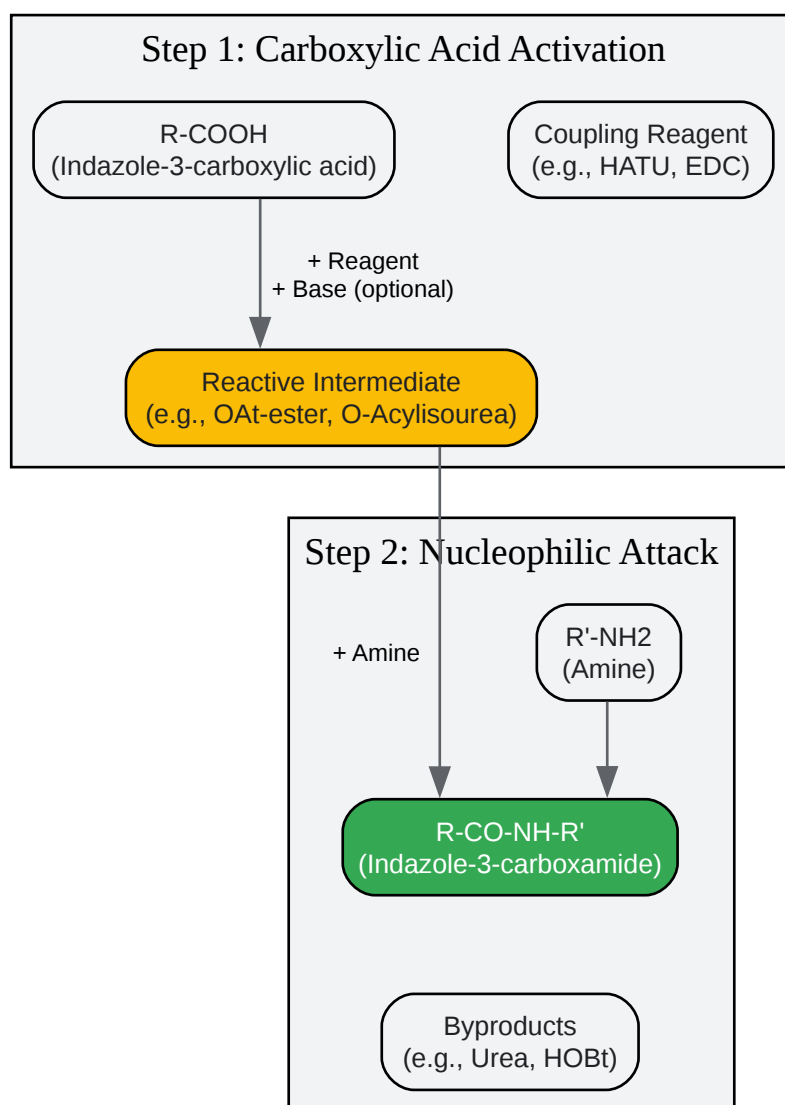 Step 1: Carboxylic Acid Activation
R-COOH
(Indazole-3-carboxylic acid)
Coupling Reagent
(e.g., HATU, EDC)
+ Reagent
+ Base (optional)
Reactive Intermediate
(e.g., OAt-ester, O-Acylisourea)
Step 2: Nucleophilic Attack
+ Amine
R'-NH2
(Amine)
R-CO-NH-R'
(Indazole-3-carboxamide)
Byproducts
(e.g., Urea, HOBt)